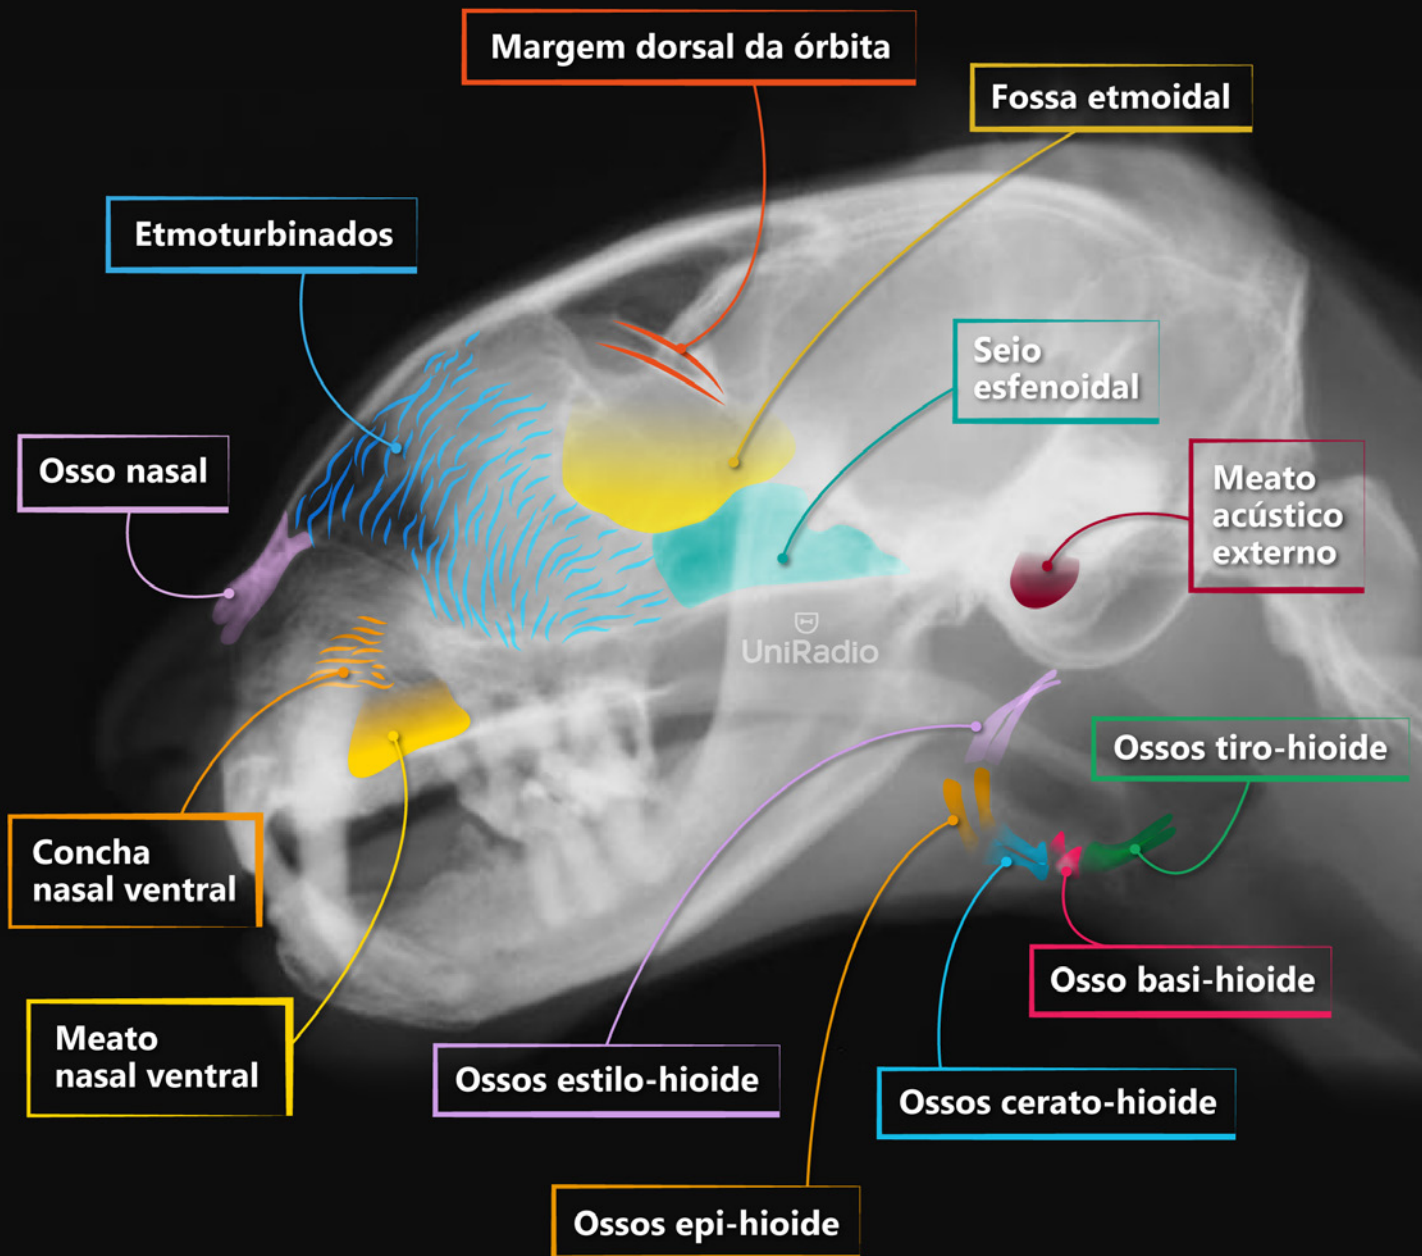 Margem dorsal da órbita
Fossa etmoidal
Etmoturbinados
Seio
esfenoidal
Osso nasal
Meato
acústico
externo
UniRadio
Ossos tiro-hioide
Concha
nasal ventral
Osso basi-hioide
Meato
nasal ventral
Ossos estilo-hioide
Ossos cerato-hioide
Ossos epi-hioide